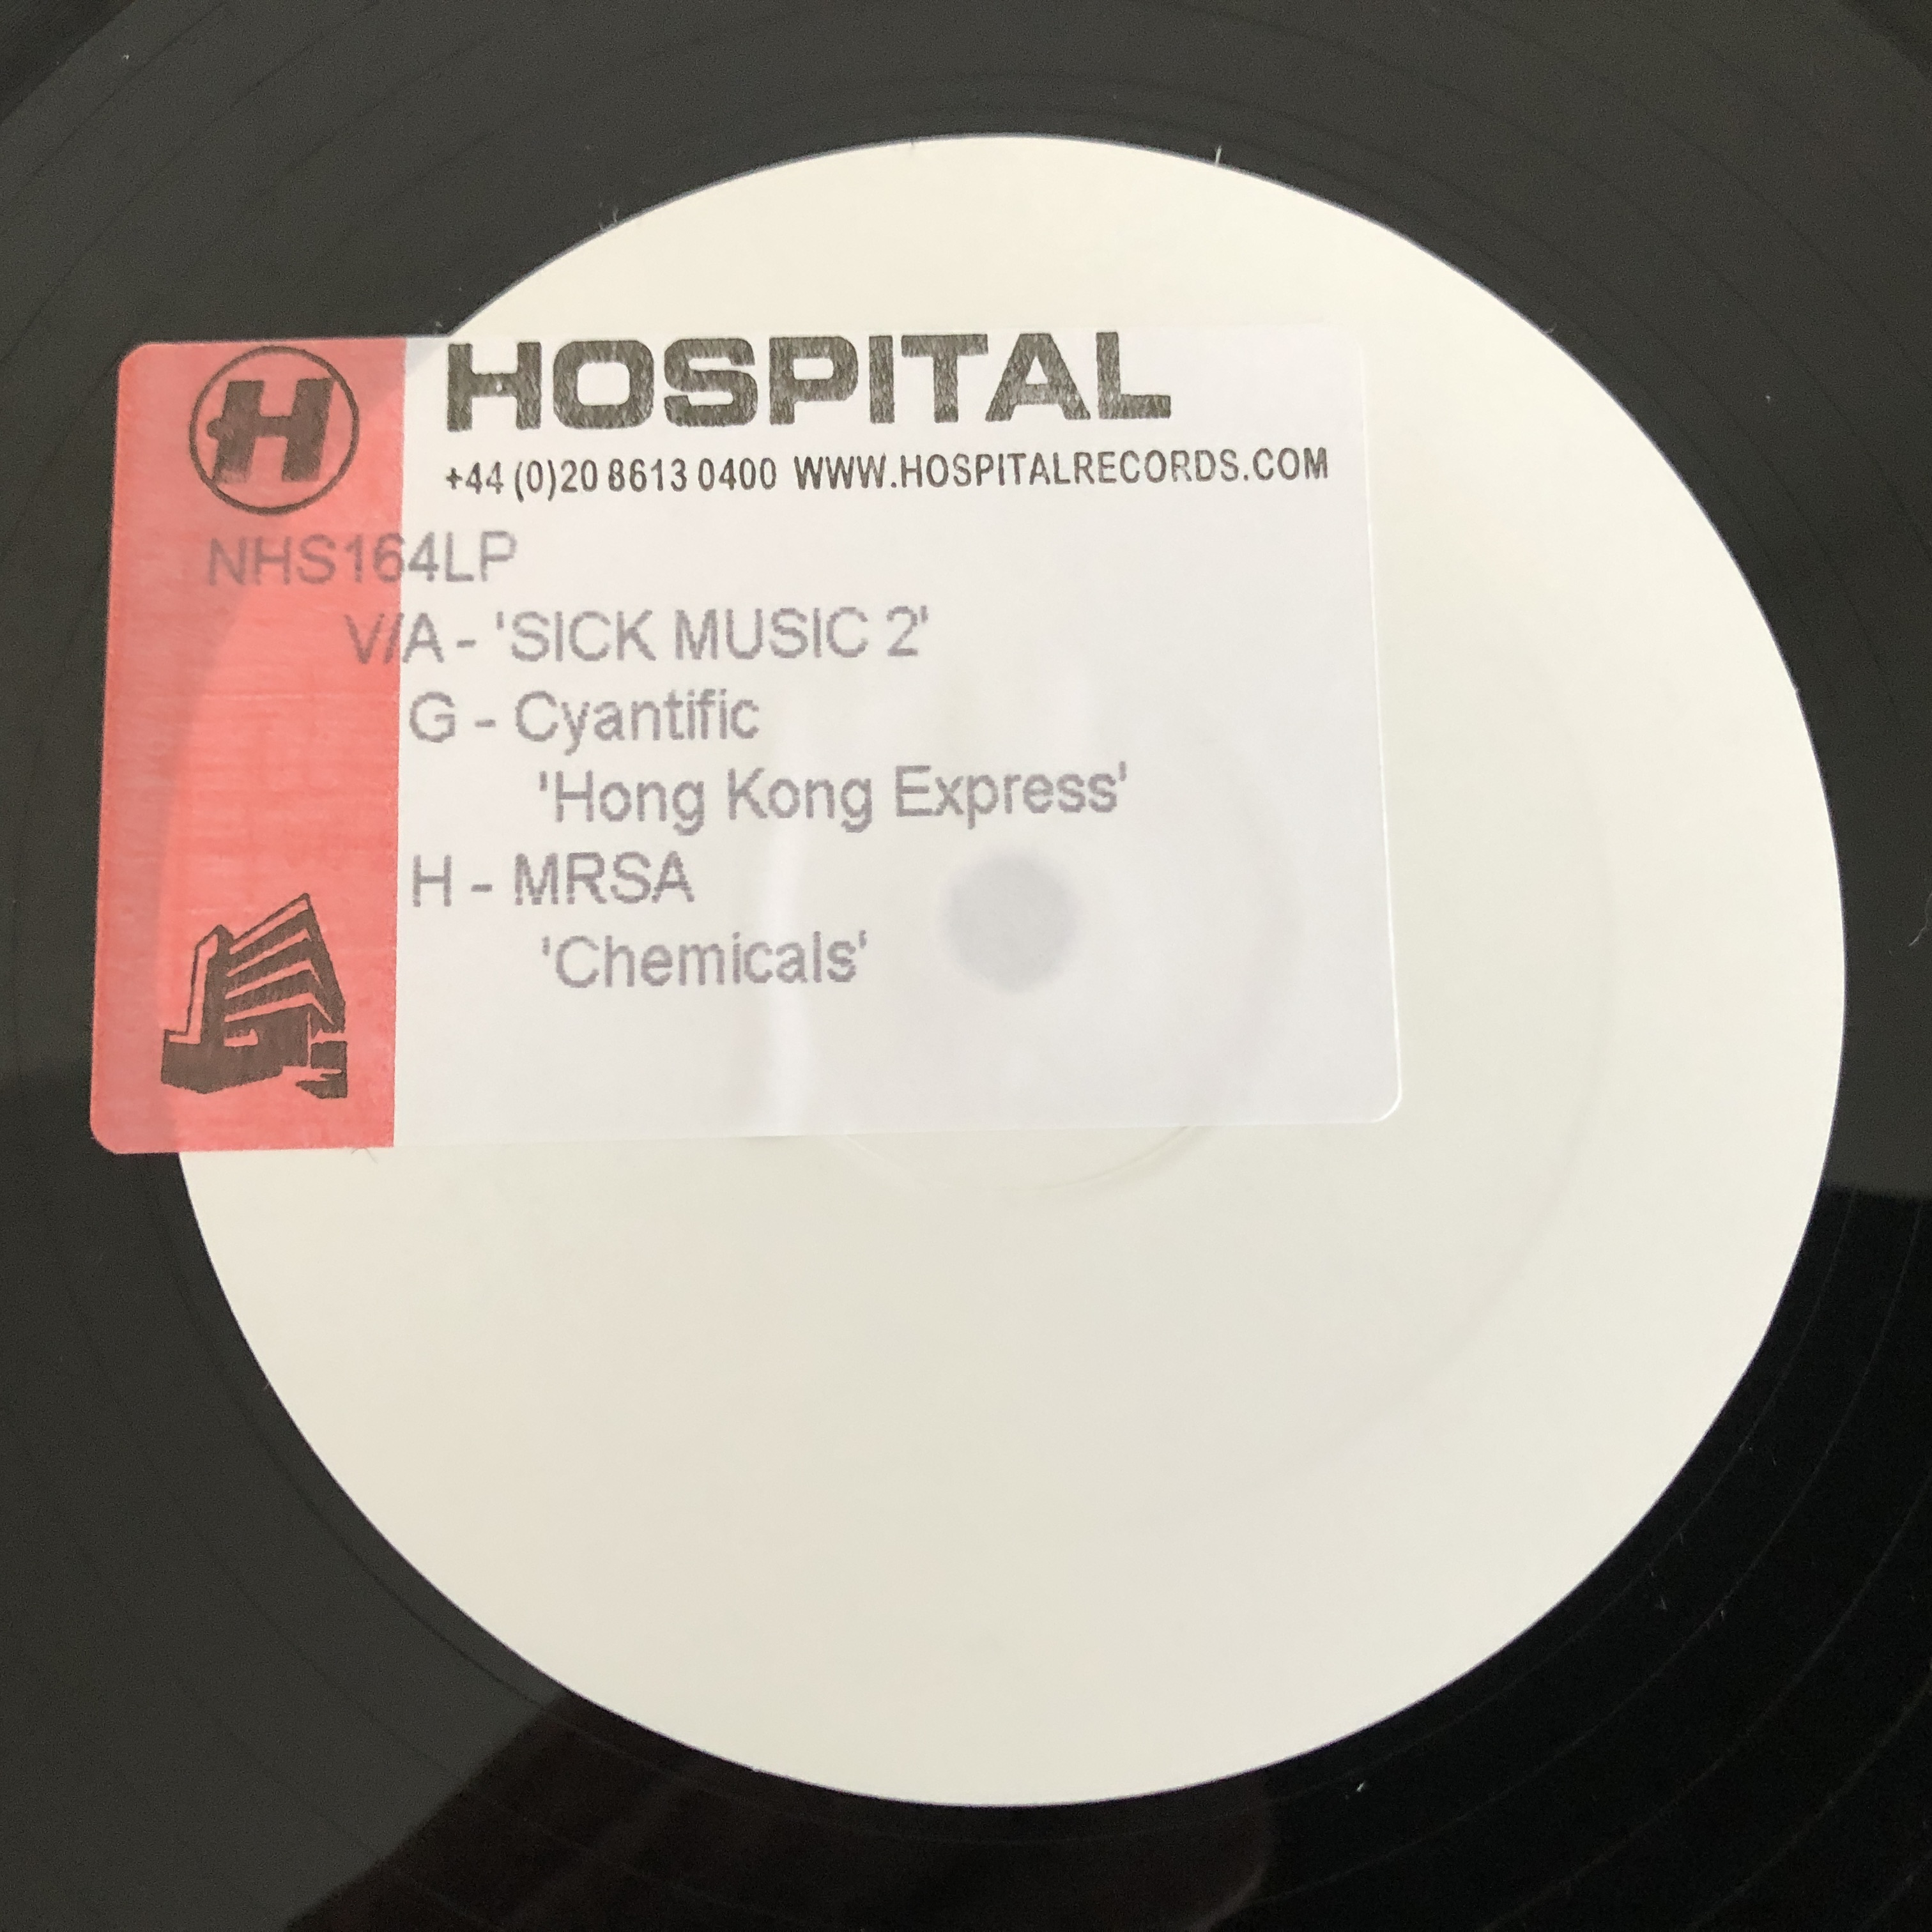 H
HOSPITAL
+44 (0)20 8613 0400 WWW.HOSPITALRECORDS.COM
NHS164LP
V/A - 'SICK MUSIC 2'
G - Cyantific
'Hong Kong Express'
H - MRSA
'Chemicals'